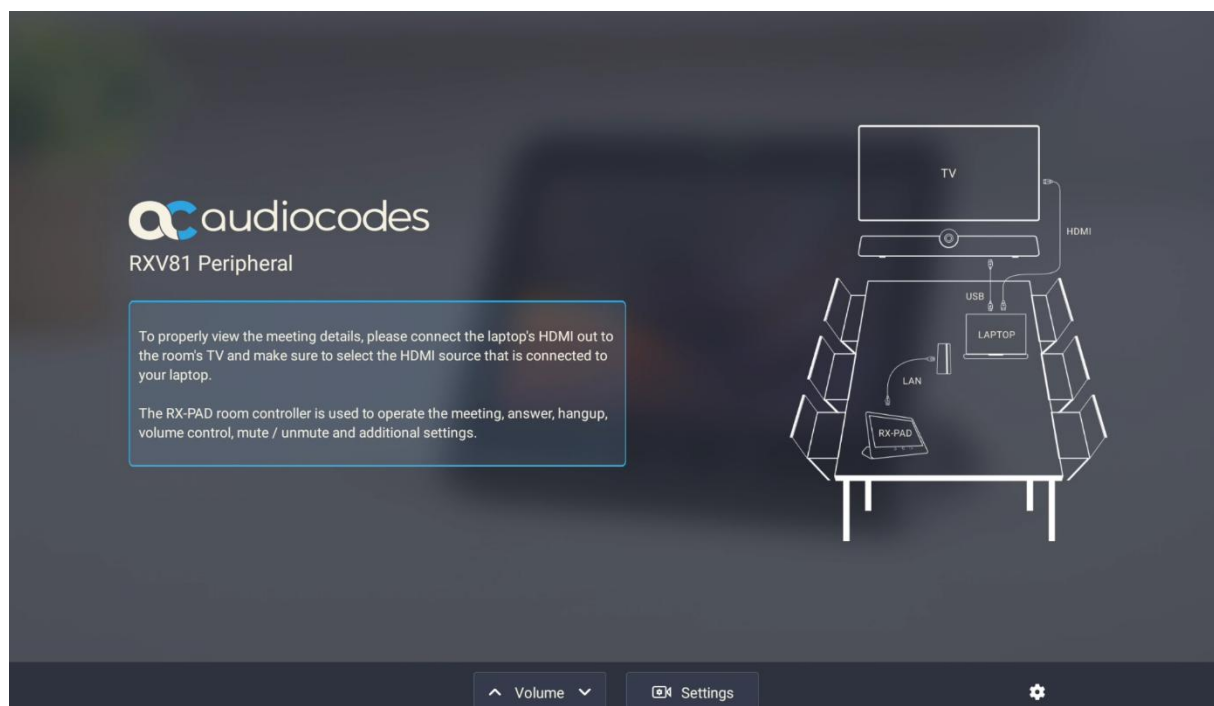 audiocodes
RXV81 Peripheral
To properly view the meeting details, please connect the laptop's HDMI out to
the room's TV and make sure to select the HDMI source that is connected to
your laptop.
The RX-PAD room controller is used to operate the meeting, answer, hangup,
volume control, mute / unmute and additional settings.
TV
HDMI
USB
LAPTOP
LAN
RX-PAD
Volume
Settings